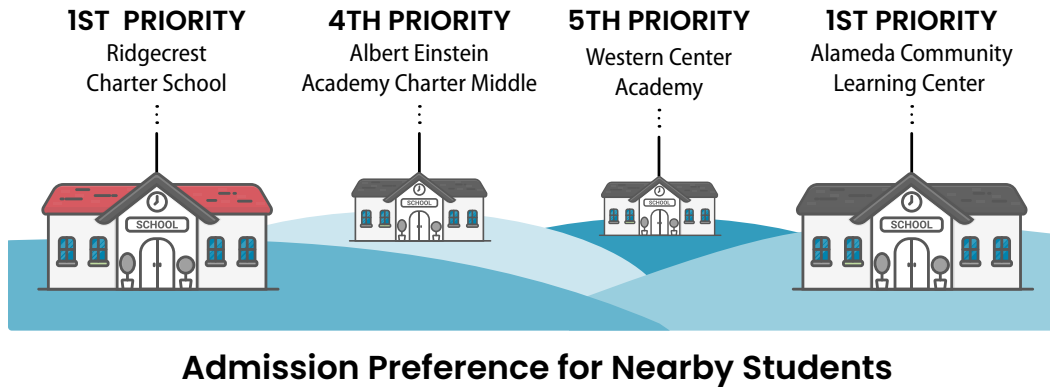 1ST PRIORITY
Ridgecrest
Charter School
4TH PRIORITY
Albert Einstein
Academy Charter Middle
5TH PRIORITY
Western Center
Academy
1ST PRIORITY
Alameda Community
Learning Center
SCHOOL
SCHOOL
SCHOOL
SCHOOL
Admission Preference for Nearby Students